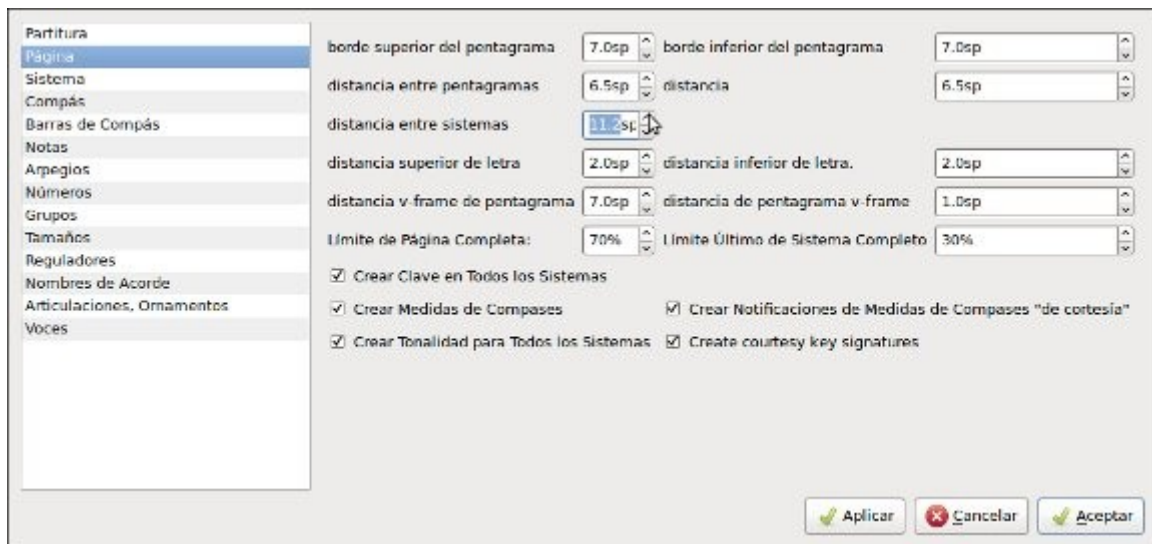 Partitura
Página
Sistema
Compás
Barras de Compás
Notas
Arpegios
Números
Grupos
Tamaños
Reguladores
Nombres de Acorde
Articulaciones, Ornamentos
Voces
borde superior del pentagrama 7.0sp borde inferior del pentagrama 7.0sp
distancia entre pentagramas 6.5sp distancia 6.5sp
distancia entre sistemas 11.2sp
distancia superior de letra 2.0sp distancia inferior de letra. 2.0sp
distancia v-frame de pentagrama 7.0sp distancia de pentagrama v-frame 1.0sp
Límite de Página Completa: 70% Límite Último de Sistema Completo 30%
Crear Clave en Todos los Sistemas
Crear Medidas de Compases Crear Notificaciones de Medidas de Compases "de cortesía"
Crear Tonalidad para Todos los Sistemas Create courtesy key signatures
Aplicar Cancelar Aceptar